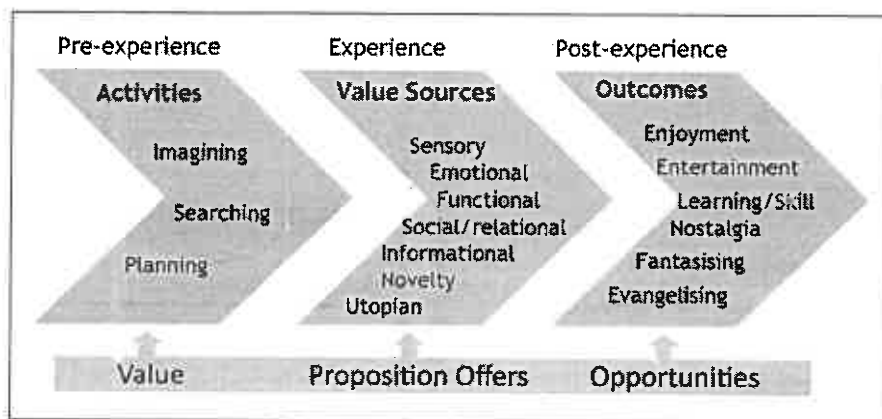 Pre-experience
Experience
Post-experience
Activities
Imagining
Searching
Planning
Value Sources
Sensory
Emotional
Functional
Social/relational
Informational
Novelty
Utopian
Outcomes
Enjoyment
Entertainment
Learning/Skill
Nostalgia
Fantasising
Evangelising
Value Proposition Offers Opportunities